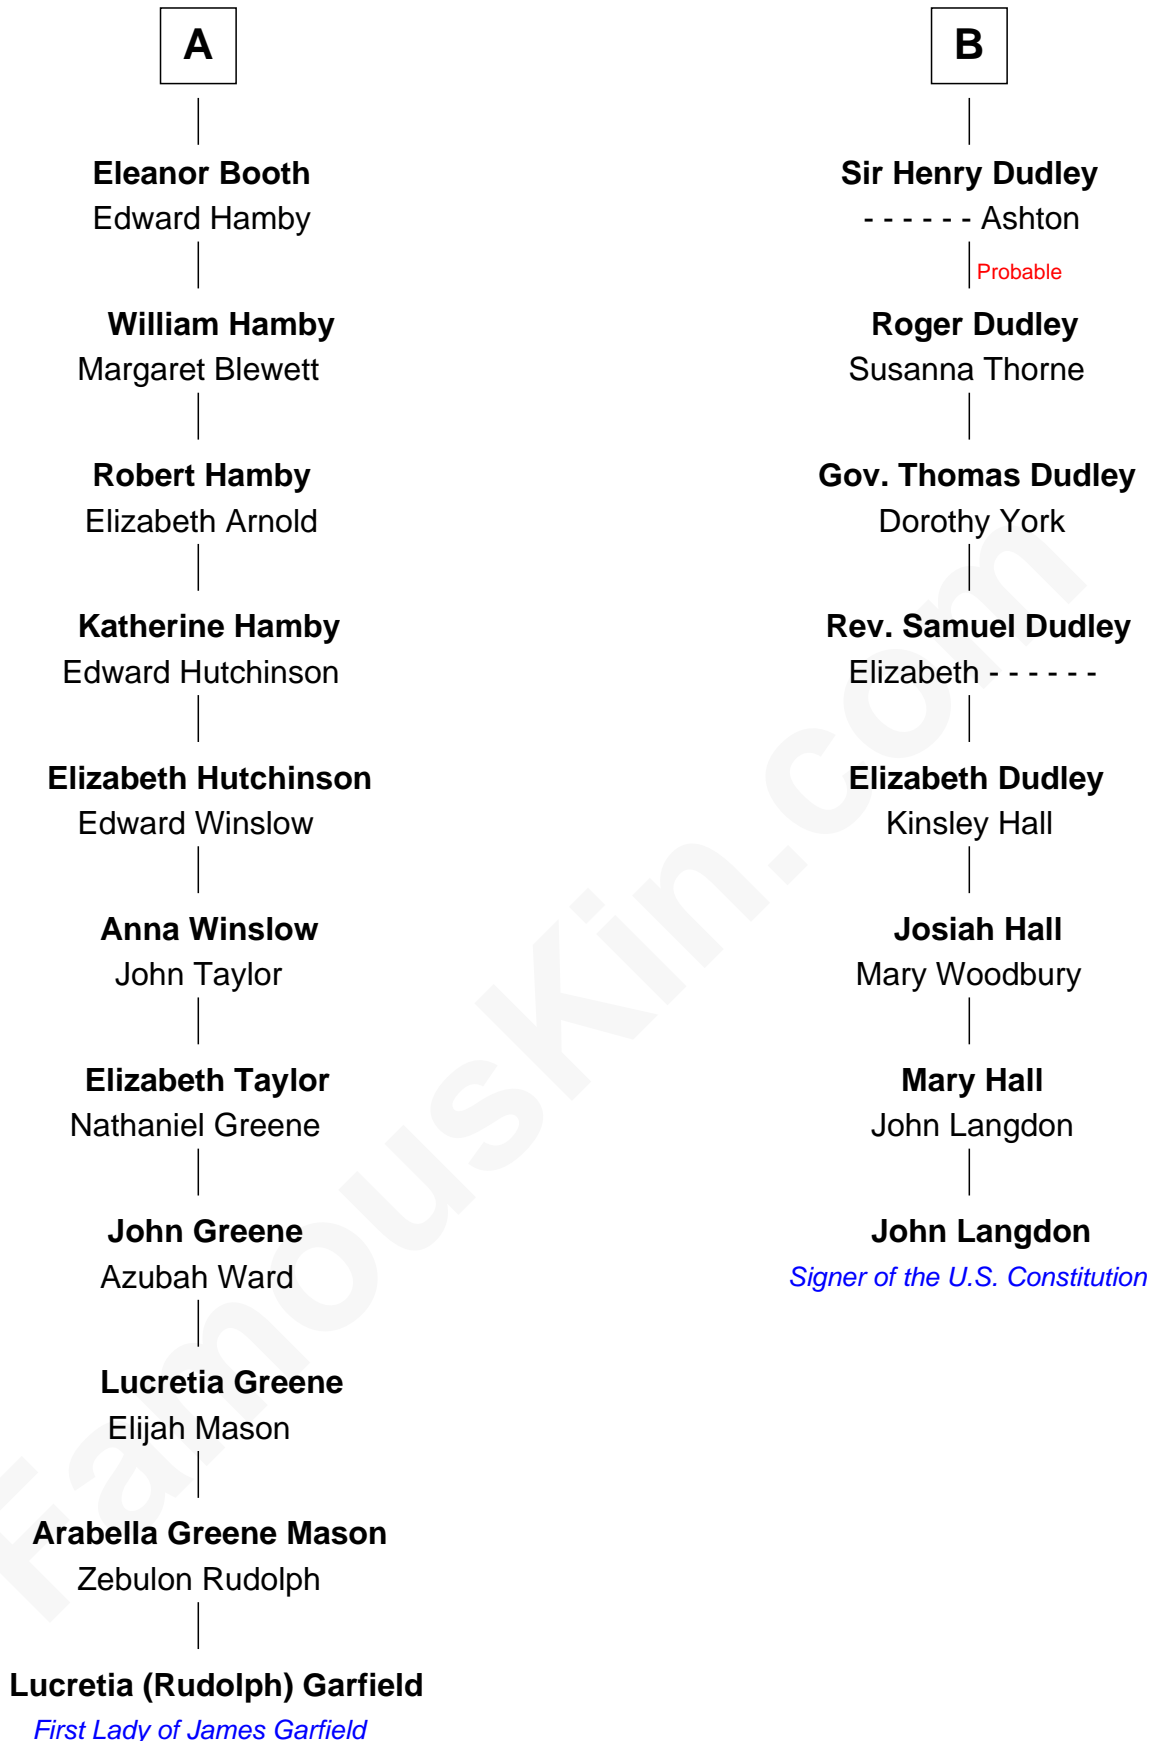 A
Eleanor Booth
Edward Hamby
William Hamby
Margaret Blewett
Robert Hamby
Elizabeth Arnold
Katherine Hamby
Edward Hutchinson
Elizabeth Hutchinson
Edward Winslow
Anna Winslow
John Taylor
Elizabeth Taylor
Nathaniel Greene
John Greene
Azubah Ward
Lucretia Greene
Elijah Mason
Arabella Greene Mason
Zebulon Rudolph
Lucretia (Rudolph) Garfield
First Lady of James Garfield
B
Sir Henry Dudley
- - - - - - Ashton
Probable
Roger Dudley
Susanna Thorne
Gov. Thomas Dudley
Dorothy York
Rev. Samuel Dudley
Elizabeth - - - - - -
Elizabeth Dudley
Kinsley Hall
Josiah Hall
Mary Woodbury
Mary Hall
John Langdon
John Langdon
Signer of the U.S. Constitution
FamousKin.com